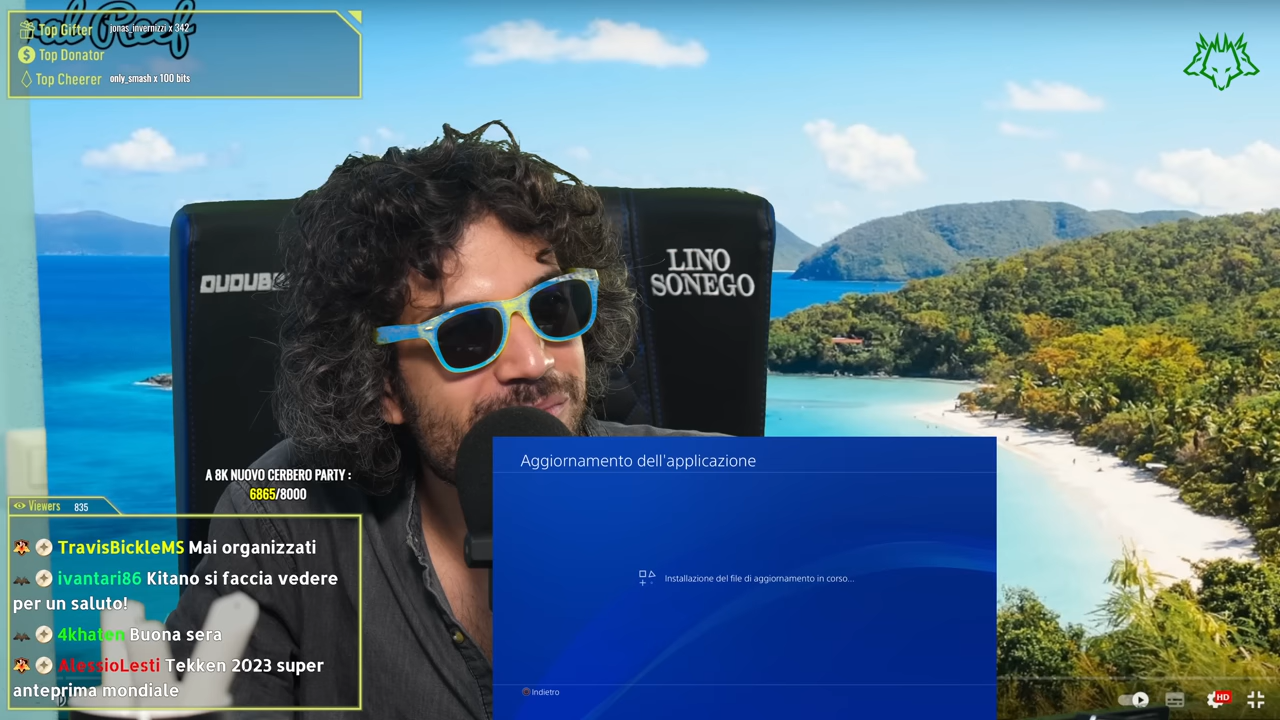 ral Reef
Top Gifter jonas_invernizzi x 342
Top Donator
Top Cheerer only_smash x 100 bits
LINO
SONEGO
A 8K NUOVO CERBERO PARTY :
6865/8000
Viewers 835
TravisBickleMS Mai organizzati
ivantari86 Kitano si faccia vedere
per un saluto!
4khaten Buona sera
AlessioLesti Tekken 2023 super
anteprima mondiale
Aggiornamento dell'applicazione
Installazione del file di aggiornamento in corso...
Indietro
HD